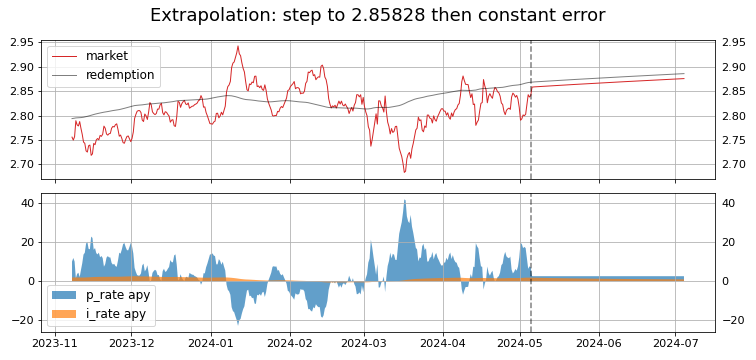 Extrapolation: step to 2.85828 then constant error
2.95 2.95
2.90 2.90
2.85 2.85
2.80 2.80
2.75 2.75
2.70 2.70
market
redemption
40 40
20 20
0 0
−20 −20
p_rate apy
i_rate apy
2023-11 2023-12 2024-01 2024-02 2024-03 2024-04 2024-05 2024-06 2024-07